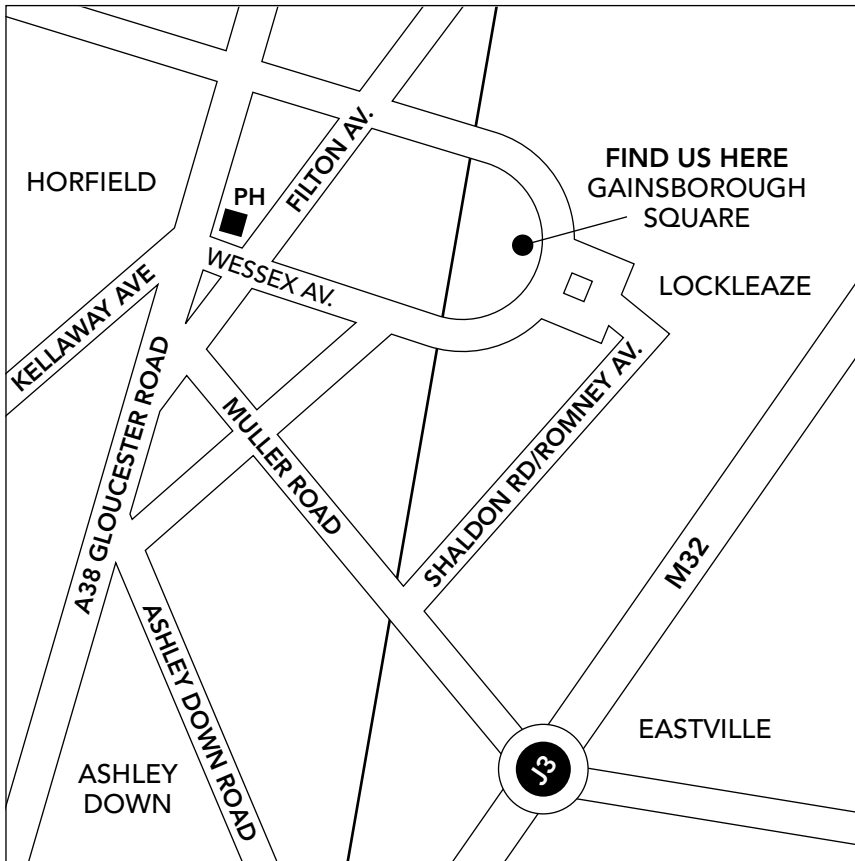 HORFIELD
PH
FILTON AV.
FIND US HERE
GAINSBOROUGH
SQUARE
WESSEX AV.
LOCKLEAZE
KELLAWAY AVE
A38 GLOUCESTER ROAD
MULLER ROAD
SHALDON RD/ROMNEY AV.
M32
ASHLEY DOWN ROAD
EASTVILLE
ASHLEY
DOWN
J3